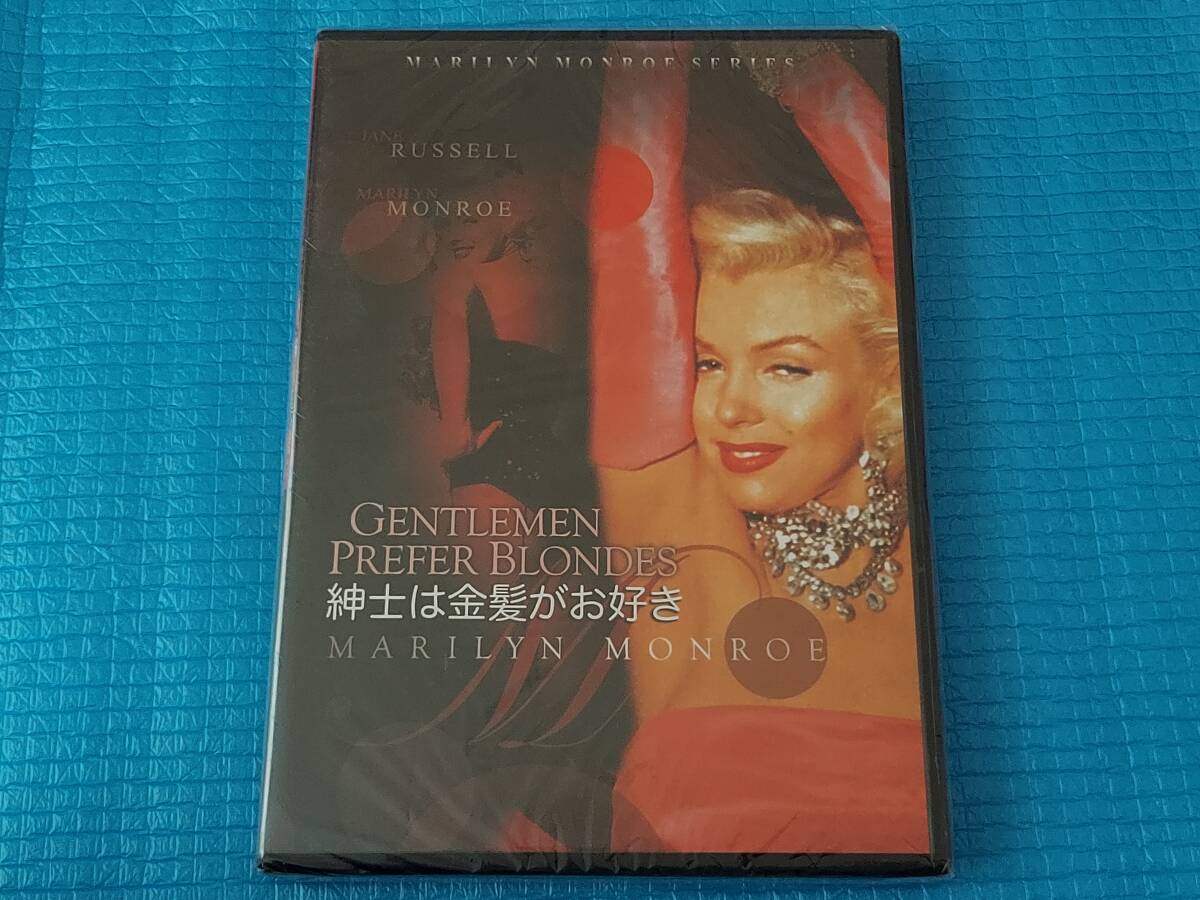 MARILYN MONROE SERIES
JANE
RUSSELL
MARILYN
MONROE
GENTLEMEN
PREFER BLONDES
紳士は金髪がお好き
MARILYN MONROE